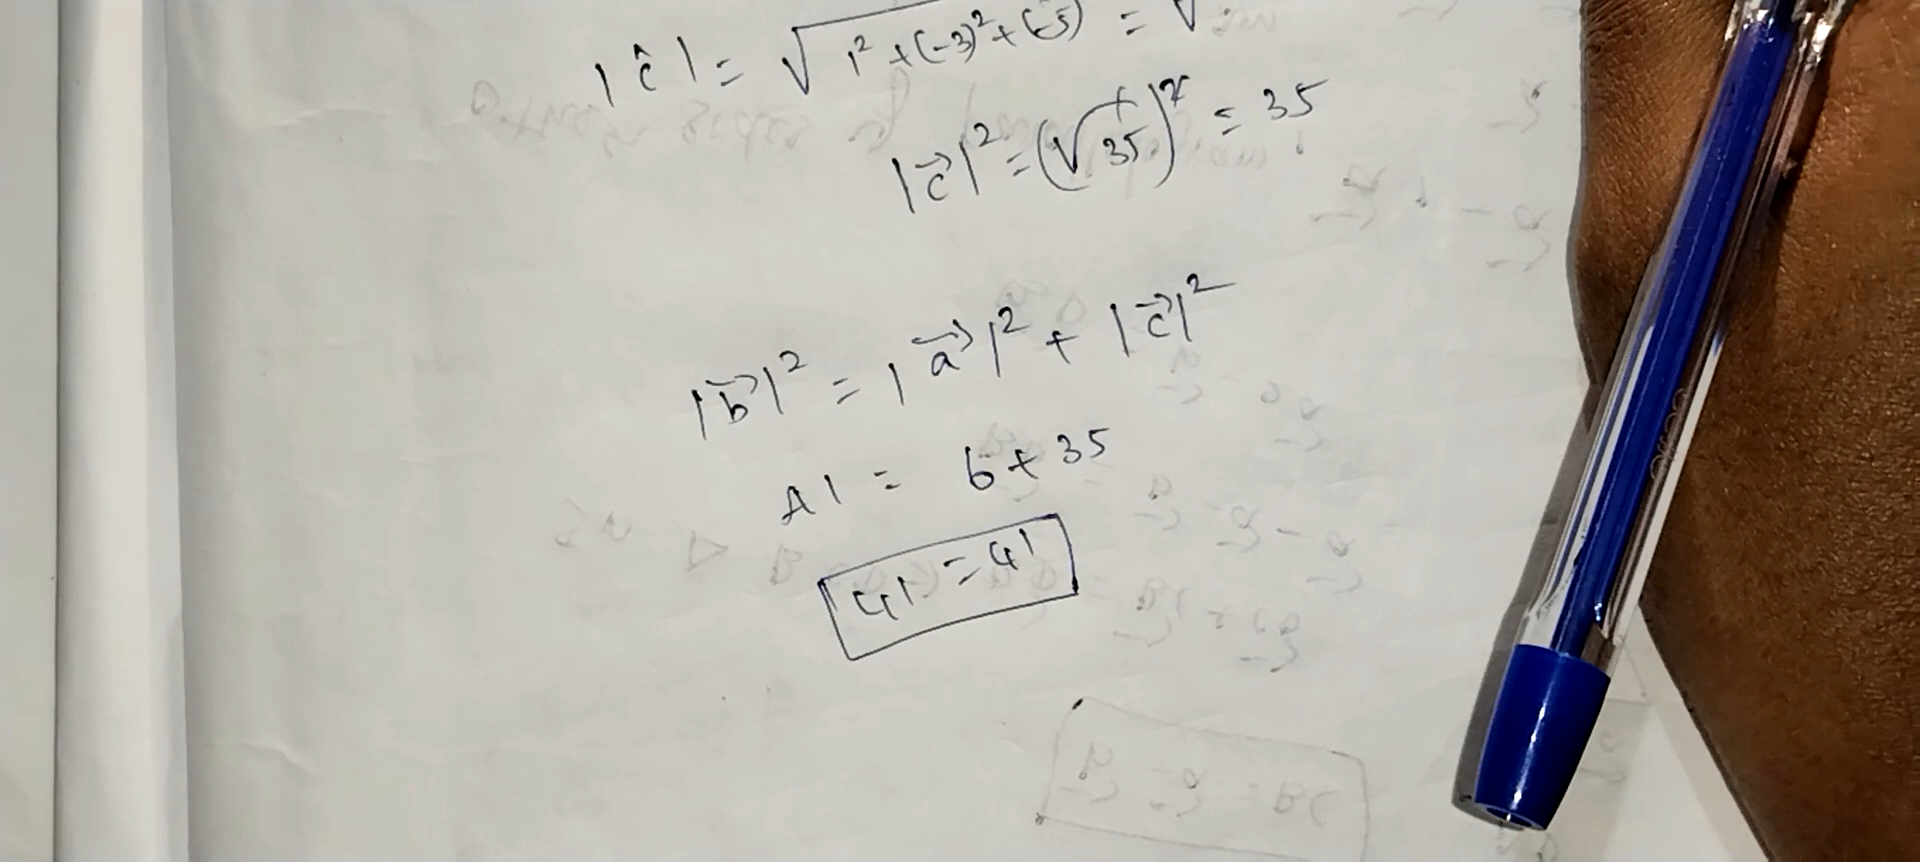 |ĉ| = √1²+(-3)²+(-5) = √
|c⃗|² = (√35)² = 35
|b⃗|² = |a⃗|² + |c⃗|²
41 = 6 + 35
41 = 41